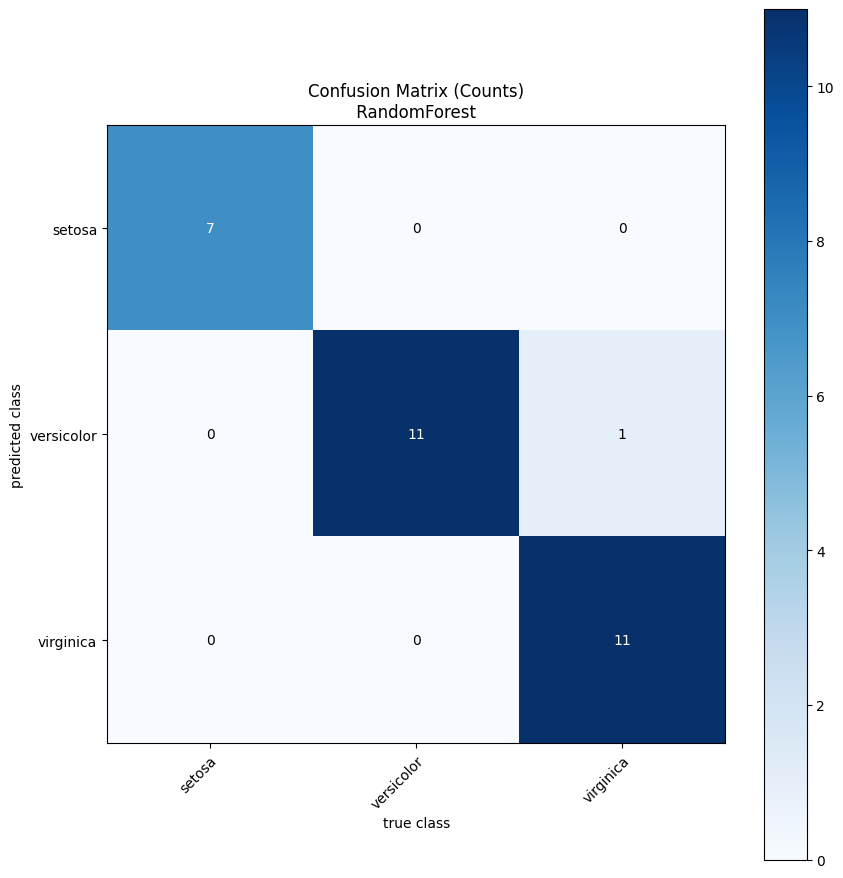 Confusion Matrix (Counts)
RandomForest
setosa
7
0
0
versicolor
0
11
1
virginica
0
0
11
predicted class
setosa
versicolor
virginica
true class
10
8
6
4
2
0